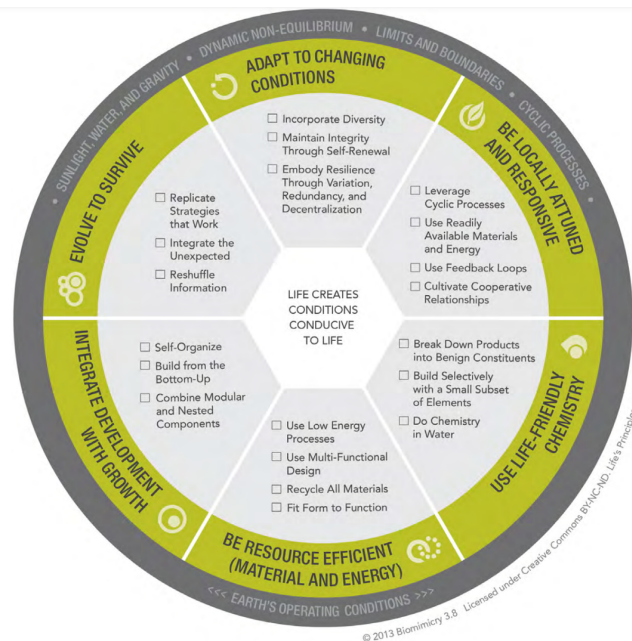 • SUNLIGHT, WATER, AND GRAVITY • DYNAMIC NON-EQUILIBRIUM • LIMITS AND BOUNDARIES • CYCLIC PROCESSES •
ADAPT TO CHANGING
CONDITIONS
☐ Incorporate Diversity
☐ Maintain Integrity
Through Self-Renewal
☐ Embody Resilience
Through Variation,
Redundancy, and
Decentralization
BE LOCALLY ATTUNED
AND RESPONSIVE
☐ Leverage
Cyclic Processes
☐ Use Readily
Available Materials
and Energy
☐ Use Feedback Loops
☐ Cultivate Cooperative
Relationships
USE LIFE-FRIENDLY
CHEMISTRY
☐ Break Down Products
into Benign Constituents
☐ Build Selectively
with a Small Subset
of Elements
☐ Do Chemistry
in Water
BE RESOURCE EFFICIENT
(MATERIAL AND ENERGY)
☐ Use Low Energy
Processes
☐ Use Multi-Functional
Design
☐ Recycle All Materials
☐ Fit Form to Function
INTEGRATE DEVELOPMENT
WITH GROWTH
☐ Self-Organize
☐ Build from the
Bottom-Up
☐ Combine Modular
and Nested
Components
EVOLVE TO SURVIVE
☐ Replicate
Strategies
that Work
☐ Integrate the
Unexpected
☐ Reshuffle
Information
LIFE CREATES
CONDITIONS
CONDUCIVE
TO LIFE
<<< EARTH'S OPERATING CONDITIONS >>>
© 2013 Biomimicry 3.8 Licensed under Creative Commons BY-NC-ND. Life's Principles